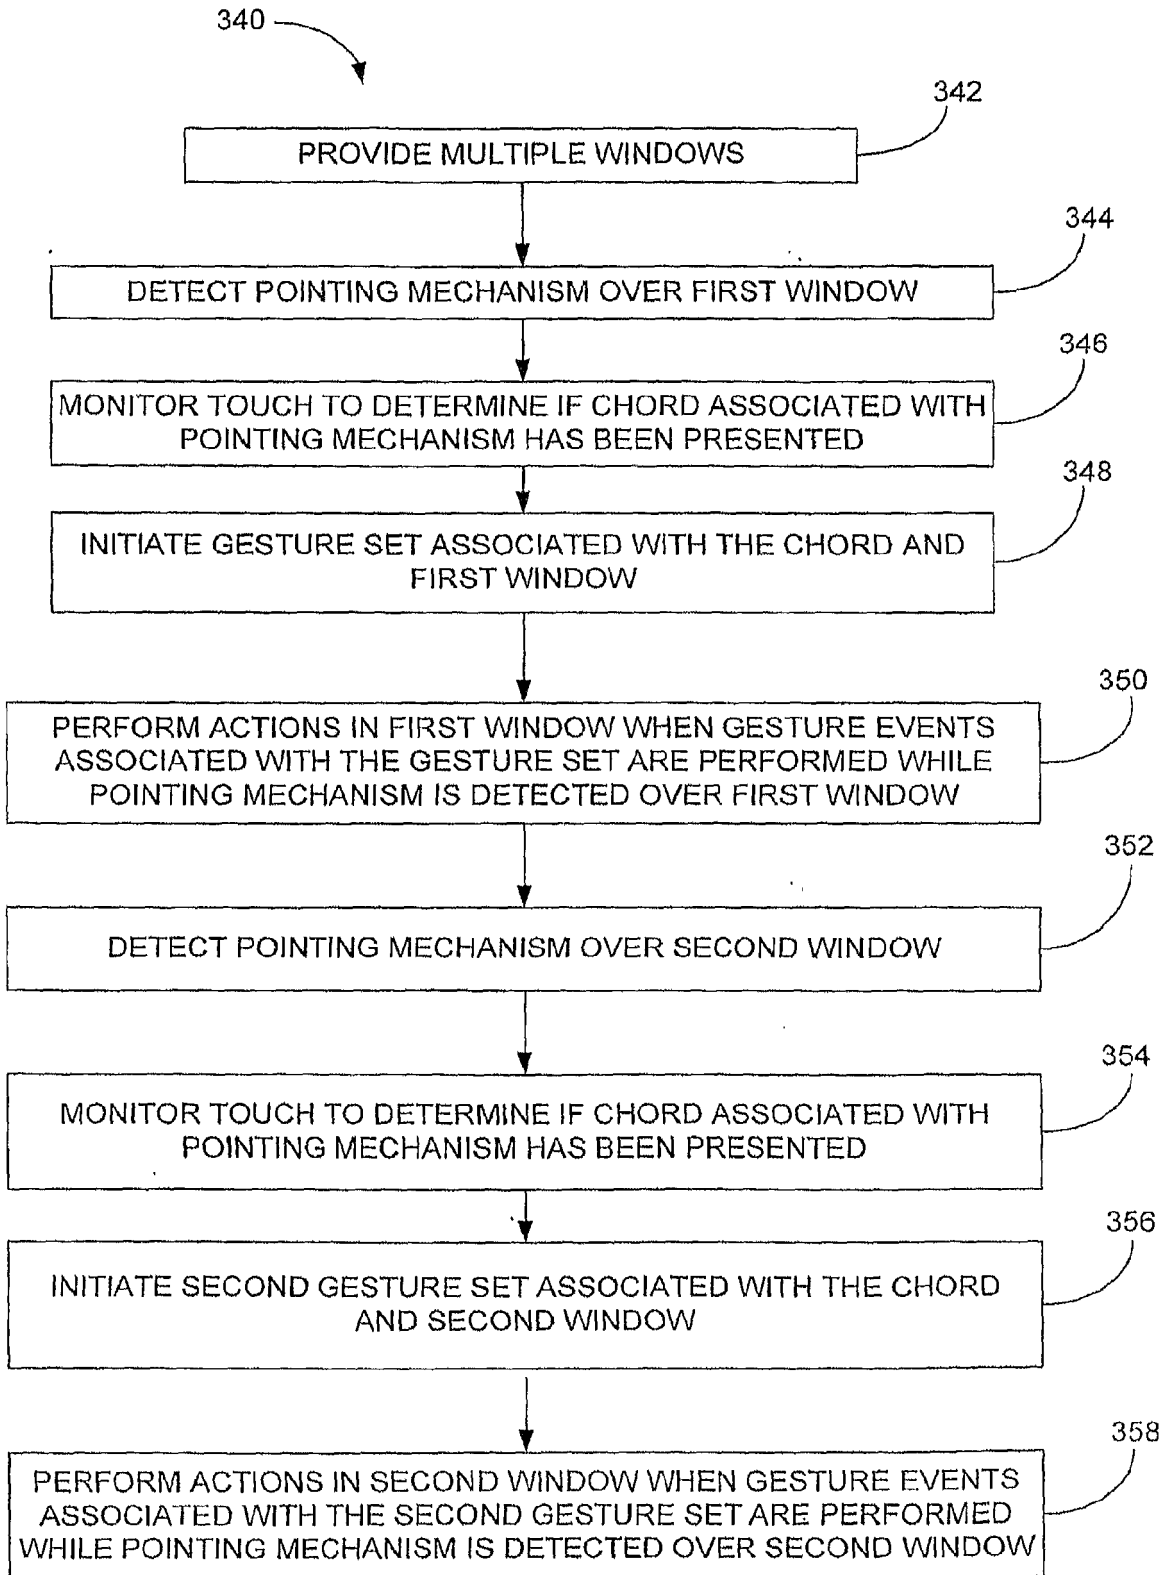 340
342
PROVIDE MULTIPLE WINDOWS
344
DETECT POINTING MECHANISM OVER FIRST WINDOW
346
MONITOR TOUCH TO DETERMINE IF CHORD ASSOCIATED WITH
POINTING MECHANISM HAS BEEN PRESENTED
348
INITIATE GESTURE SET ASSOCIATED WITH THE CHORD AND
FIRST WINDOW
350
PERFORM ACTIONS IN FIRST WINDOW WHEN GESTURE EVENTS
ASSOCIATED WITH THE GESTURE SET ARE PERFORMED WHILE
POINTING MECHANISM IS DETECTED OVER FIRST WINDOW
352
DETECT POINTING MECHANISM OVER SECOND WINDOW
354
MONITOR TOUCH TO DETERMINE IF CHORD ASSOCIATED WITH
POINTING MECHANISM HAS BEEN PRESENTED
356
INITIATE SECOND GESTURE SET ASSOCIATED WITH THE CHORD
AND SECOND WINDOW
358
PERFORM ACTIONS IN SECOND WINDOW WHEN GESTURE EVENTS
ASSOCIATED WITH THE SECOND GESTURE SET ARE PERFORMED
WHILE POINTING MECHANISM IS DETECTED OVER SECOND WINDOW